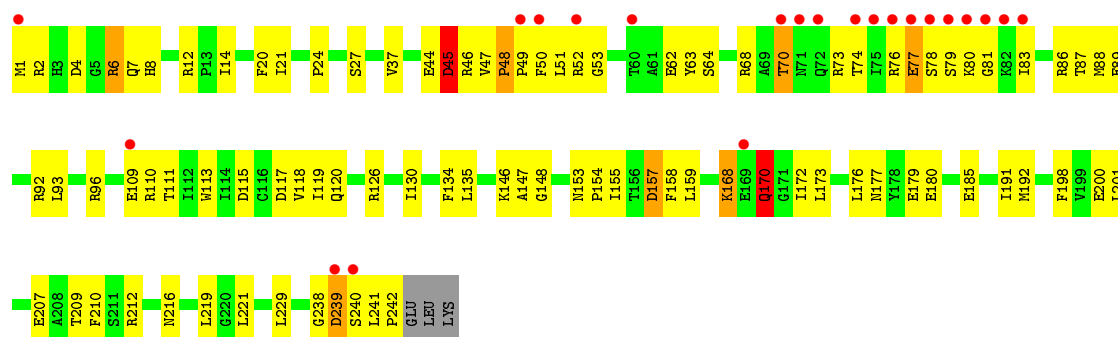 M1 R2 H3 D4 G5 R6 Q7 H8 R12 P13 I14 F20 I21 P24 S27 V37 E44 D45 R46 V47 P48 P49 F50 L51 R52 G53 T60 A61 E62 Y63 S64 R68 A69 T70 N71 Q72 R73 T74 I75 R76 E77 S78 S79 K80 G81 K82 I83 R86 T87 M88
R92 L93 R96 E109 R110 T111 I112 W113 I114 D115 C116 D117 V118 I119 Q120 R126 I130 F134 L135 K146 A147 G148 N153 P154 I155 T156 D157 F158 L159 K168 E169 Q170 G171 I172 L173 L176 N177 Y178 E179 E180 E185 I191 M192 F198 V199 E200
E207 A208 T209 F210 S211 R212 N216 L219 G220 L221 L229 G238 D239 S240 L241 P242 GLU LEU LYS